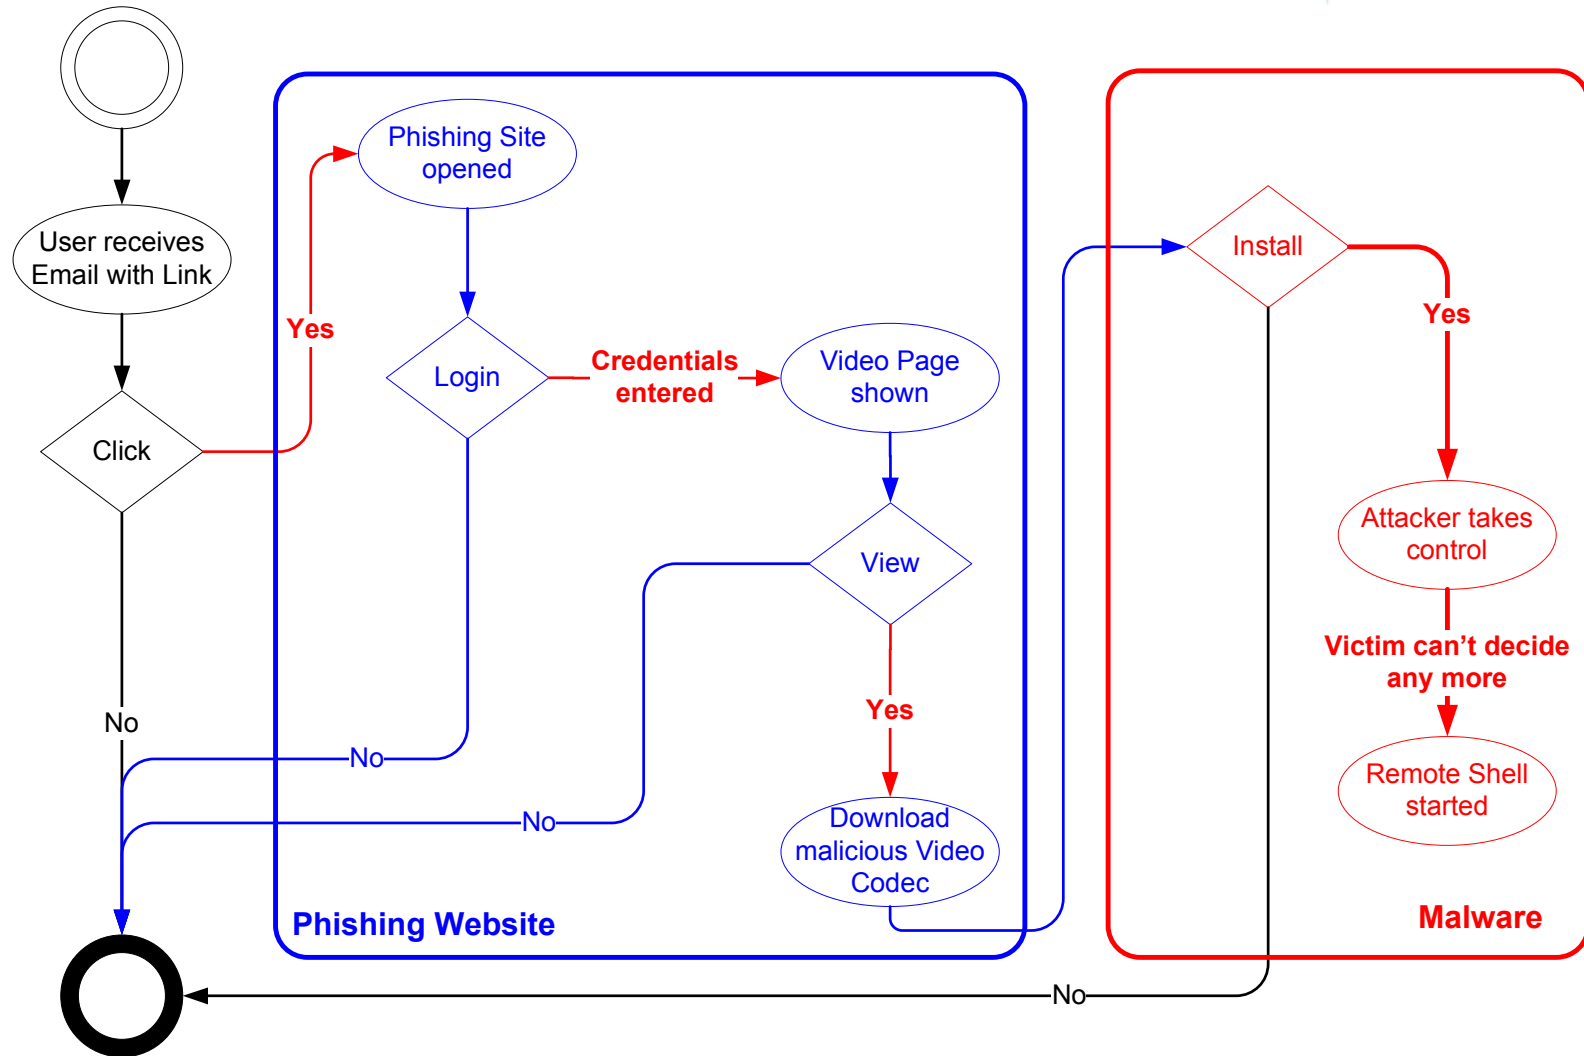 User receives
Email with Link
Click
No
Yes
Phishing Site
opened
Login
Credentials
entered
Video Page
shown
View
Yes
No
No
Download
malicious Video
Codec
Phishing Website
Install
Yes
Attacker takes
control
Victim can't decide
any more
Remote Shell
started
Malware
No